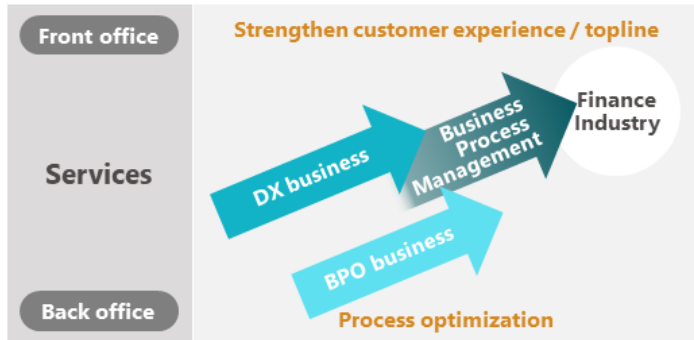 Front office
Strengthen customer experience / topline
Services
DX business
Business
Process
Management
Finance
Industry
BPO business
Back office
Process optimization